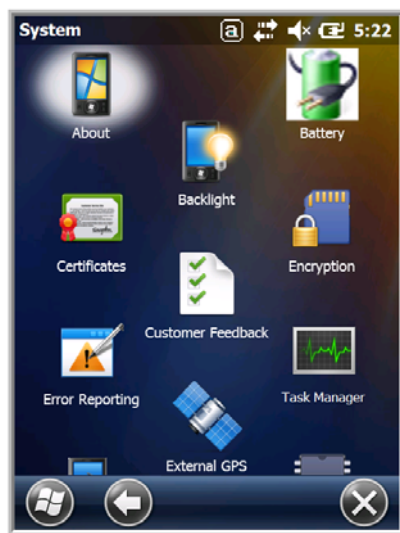 System a 5:22
About
Battery
Backlight
Certificates
Encryption
Customer Feedback
Error Reporting
Task Manager
External GPS